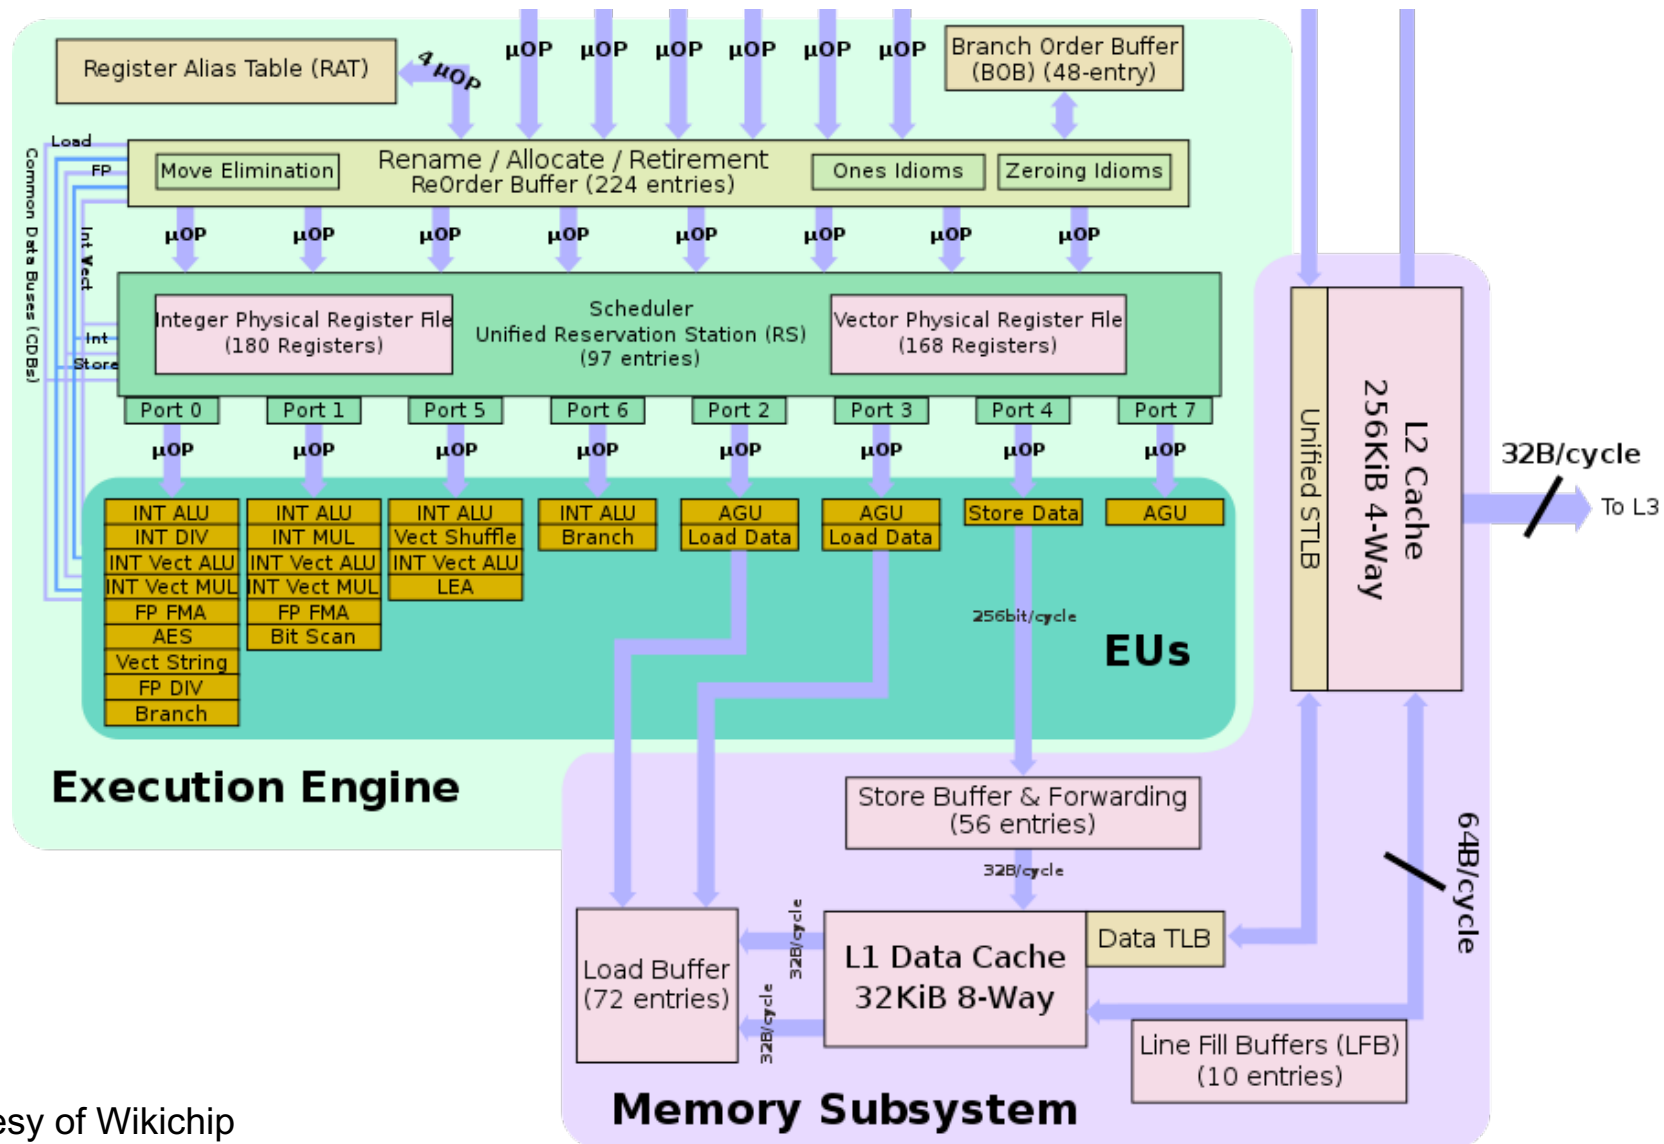 Register Alias Table (RAT)
4 µOP
µOP µOP µOP µOP µOP µOP
Branch Order Buffer
(BOB) (48-entry)
Load
FP
Common Data Buses (CDBs)
Int Vect
Int
Store
Move Elimination
Rename / Allocate / Retirement
ReOrder Buffer (224 entries)
Ones Idioms
Zeroing Idioms
µOP µOP µOP µOP µOP µOP µOP µOP
Integer Physical Register File
(180 Registers)
Scheduler
Unified Reservation Station (RS)
(97 entries)
Vector Physical Register File
(168 Registers)
Port 0 Port 1 Port 5 Port 6 Port 2 Port 3 Port 4 Port 7
µOP µOP µOP µOP µOP µOP µOP µOP
INT ALU
INT DIV
INT Vect ALU
INT Vect MUL
FP FMA
AES
Vect String
FP DIV
Branch
INT ALU
INT MUL
INT Vect ALU
INT Vect MUL
FP FMA
Bit Scan
INT ALU
Vect Shuffle
INT Vect ALU
LEA
INT ALU
Branch
AGU
Load Data
AGU
Load Data
Store Data
AGU
256bit/cycle
EUs
Execution Engine
Unified STLB
L2 Cache
256KiB 4-Way
32B/cycle
To L3
64B/cycle
Store Buffer & Forwarding
(56 entries)
32B/cycle
Load Buffer
(72 entries)
32B/cycle
32B/cycle
L1 Data Cache
32KiB 8-Way
Data TLB
Line Fill Buffers (LFB)
(10 entries)
Memory Subsystem
esy of Wikichip